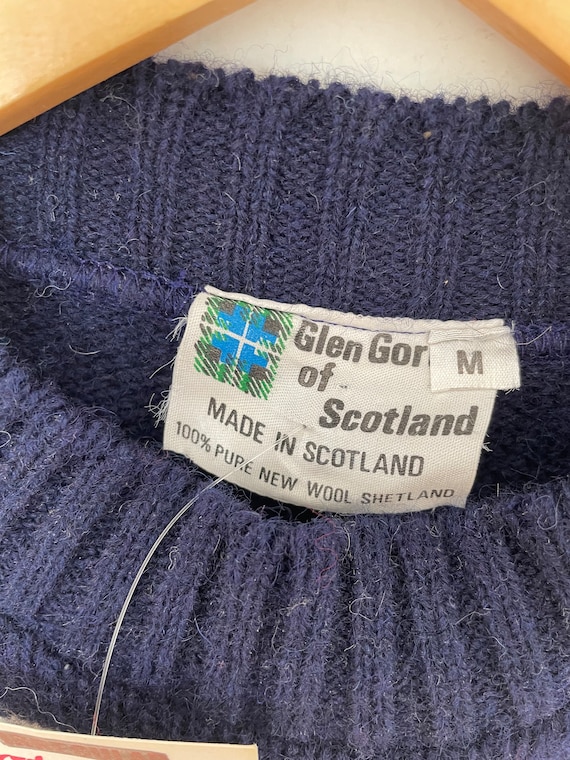 Glen Gor
M
of
Scotland
MADE IN SCOTLAND
100% PURE NEW WOOL SHETLAND